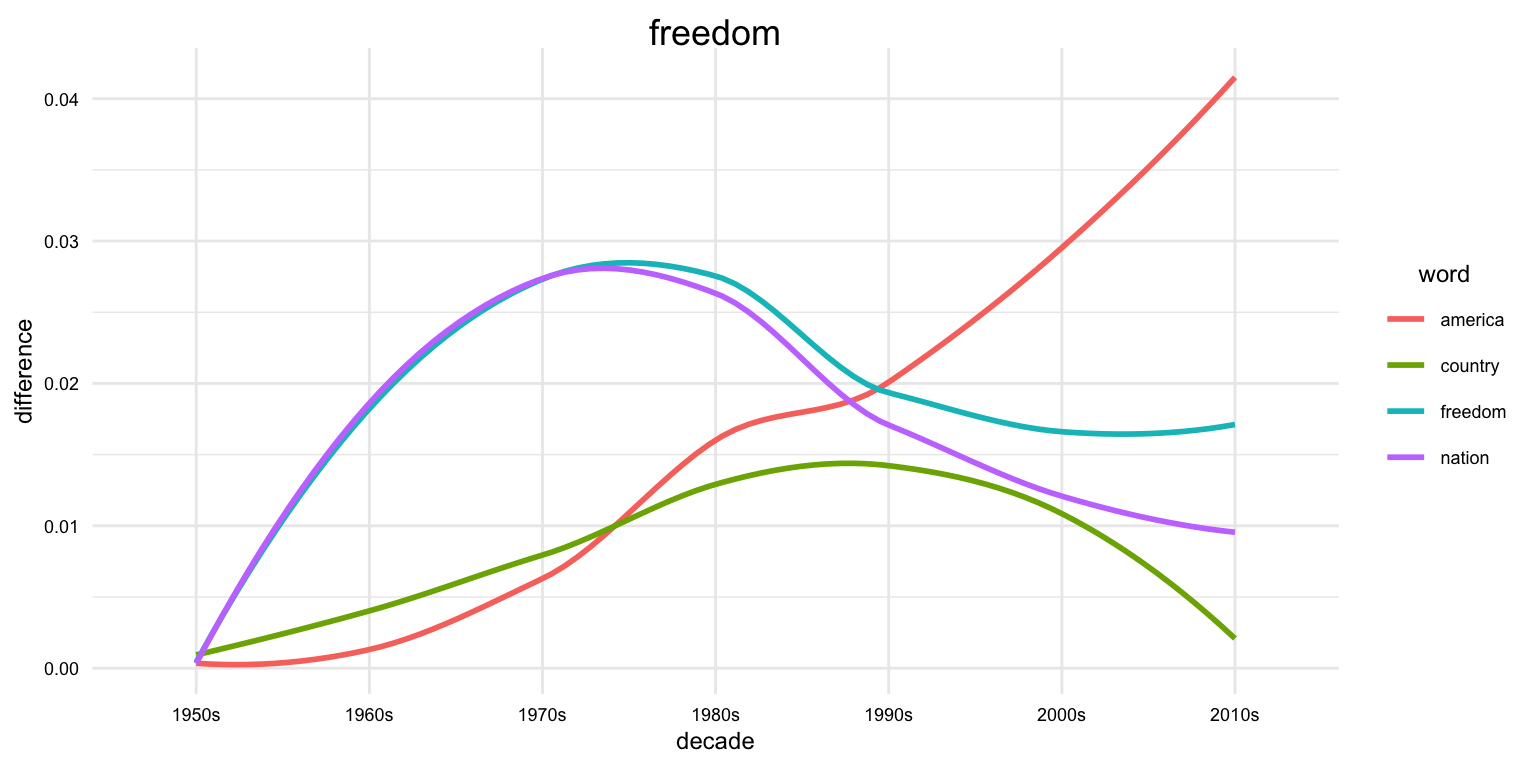 freedom
0.04
0.03
0.02
0.01
0.00
difference
1950s 1960s 1970s 1980s 1990s 2000s 2010s
decade
word
america
country
freedom
nation